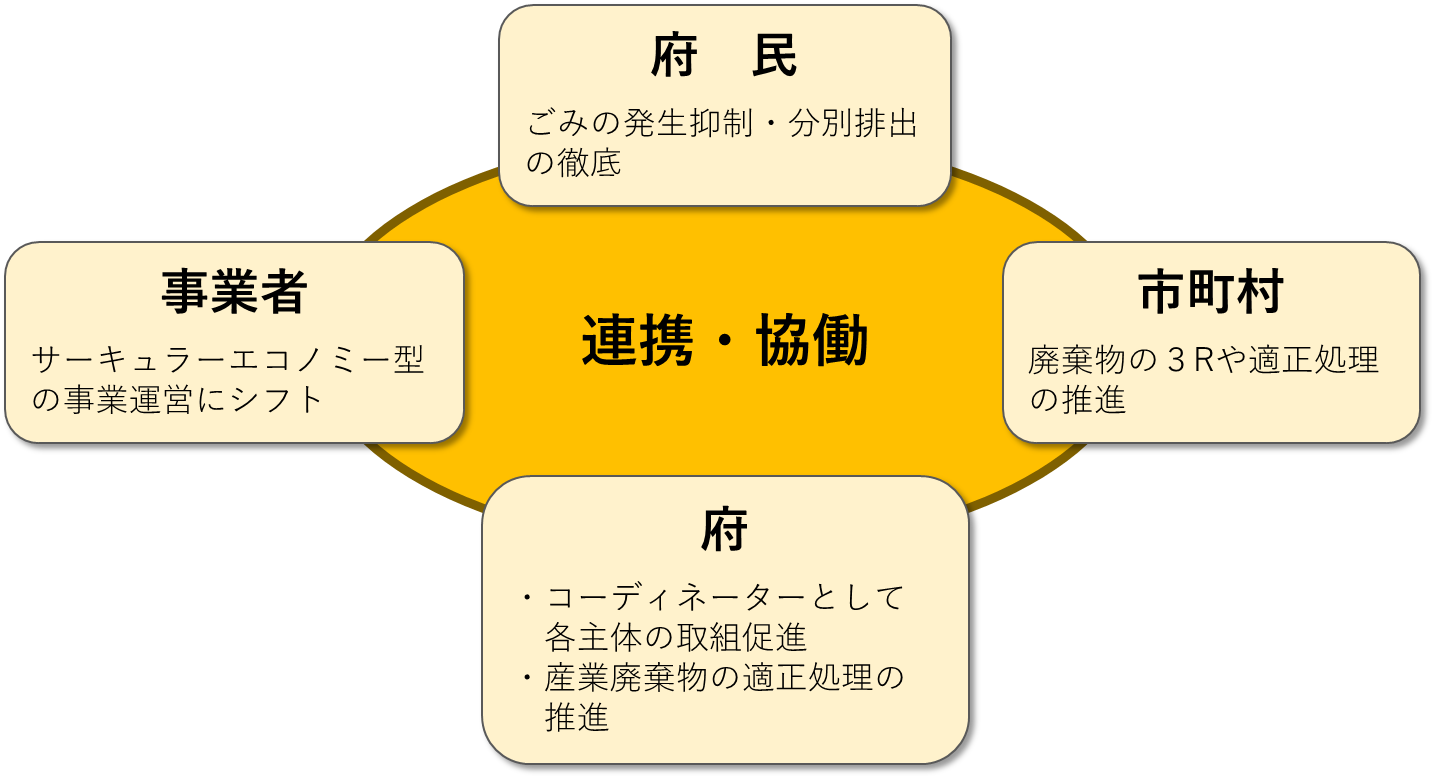 府　民
ごみの発生抑制・分別排出
の徹底
事業者
サーキュラーエコノミー型
の事業運営にシフト
連携・協働
市町村
廃棄物の３Rや適正処理
の推進
府
・コーディネーターとして
各主体の取組促進
・産業廃棄物の適正処理の
推進